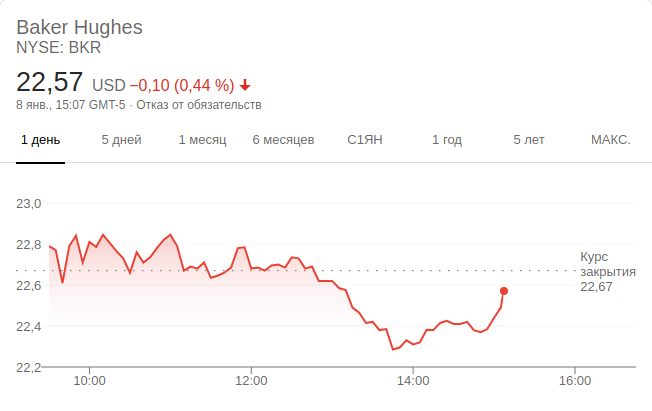 Baker Hughes
NYSE: BKR
22,57 USD −0,10 (0,44 %)
8 янв., 15:07 GMT-5 · Отказ от обязательств
1 день 5 дней 1 месяц 6 месяцев С1ЯН 1 год 5 лет МАКС.
23,0
22,8
Курс
закрытия
22,67
22,6
22,4
22,2
10:00 12:00 14:00 16:00